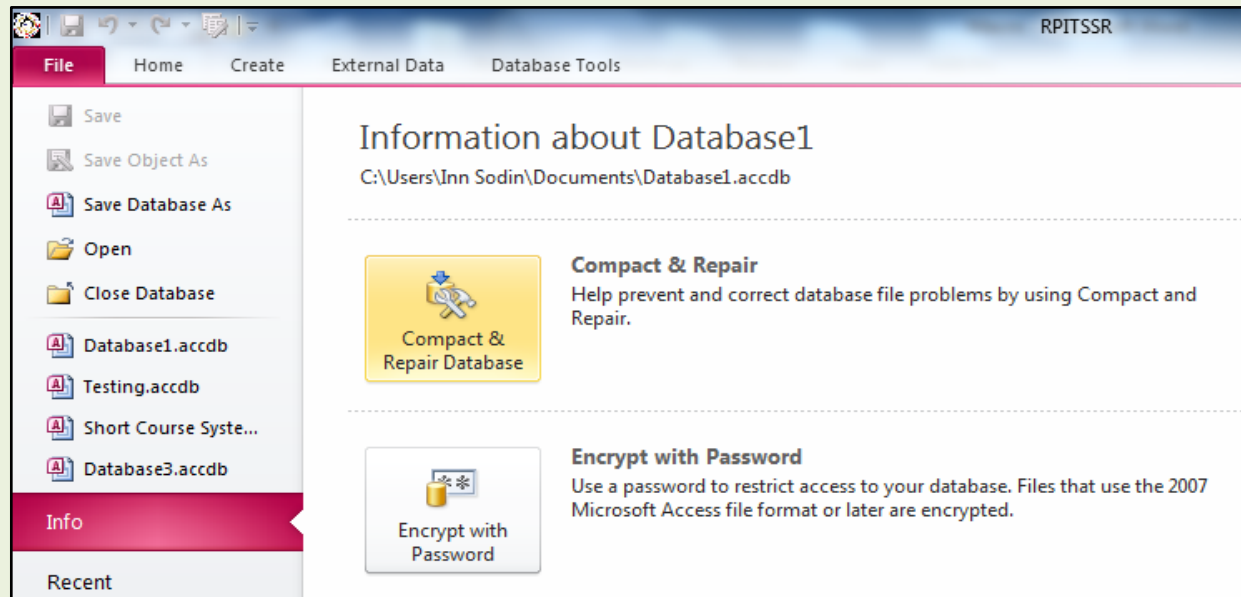 RPITSSR
File Home Create External Data Database Tools
Save
Save Object As
Save Database As
Open
Close Database
Database1.accdb
Testing.accdb
Short Course Syste...
Database3.accdb
Info
Recent
Information about Database1
C:\Users\Inn Sodin\Documents\Database1.accdb
Compact &
Repair Database
Compact & Repair
Help prevent and correct database file problems by using Compact and
Repair.
Encrypt with
Password
Encrypt with Password
Use a password to restrict access to your database. Files that use the 2007
Microsoft Access file format or later are encrypted.